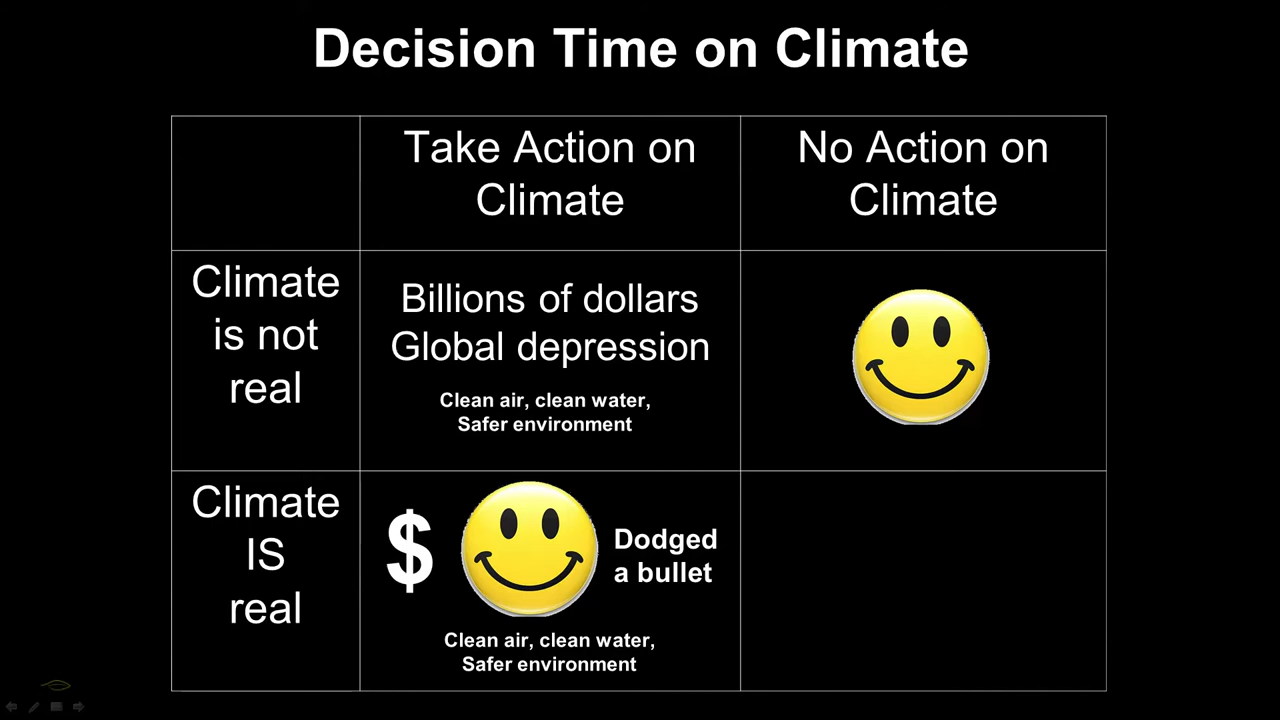 Decision Time on Climate
Take Action on
Climate
No Action on
Climate
Climate
is not
real
Billions of dollars
Global depression
Clean air, clean water,
Safer environment
Climate
IS
real
$
Dodged
a bullet
Clean air, clean water,
Safer environment